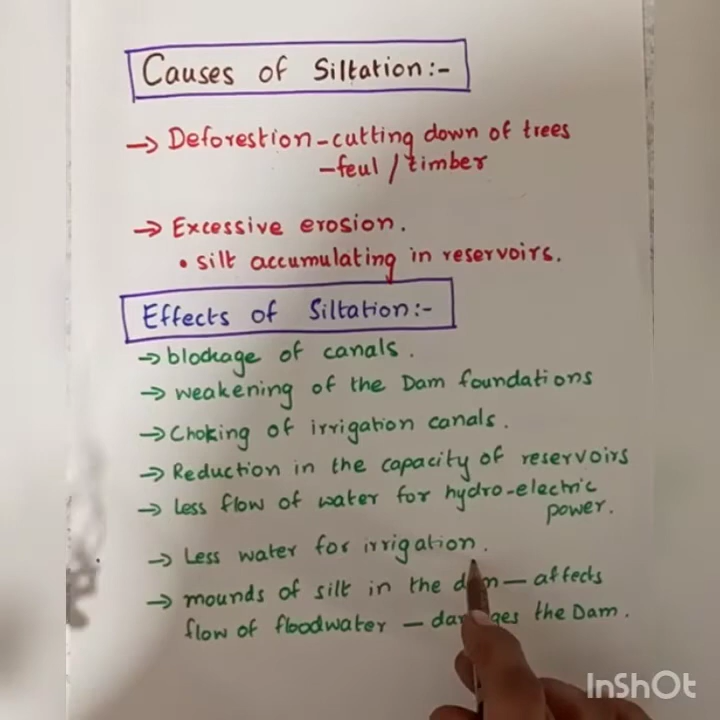 Causes of Siltation:-
→ Deforestion - cutting down of trees
- feul / timber
→ Excessive erosion.
• silt accumulating in reservoirs.
Effects of Siltation:-
→ blockage of canals.
→ weakening of the Dam foundations
→ Choking of irrigation canals.
→ Reduction in the capacity of reservoirs
→ Less flow of water for hydro-electric
power.
→ Less water for irrigation.
→ mounds of silt in the dam — affects
flow of floodwater — damages the Dam.
InShOt